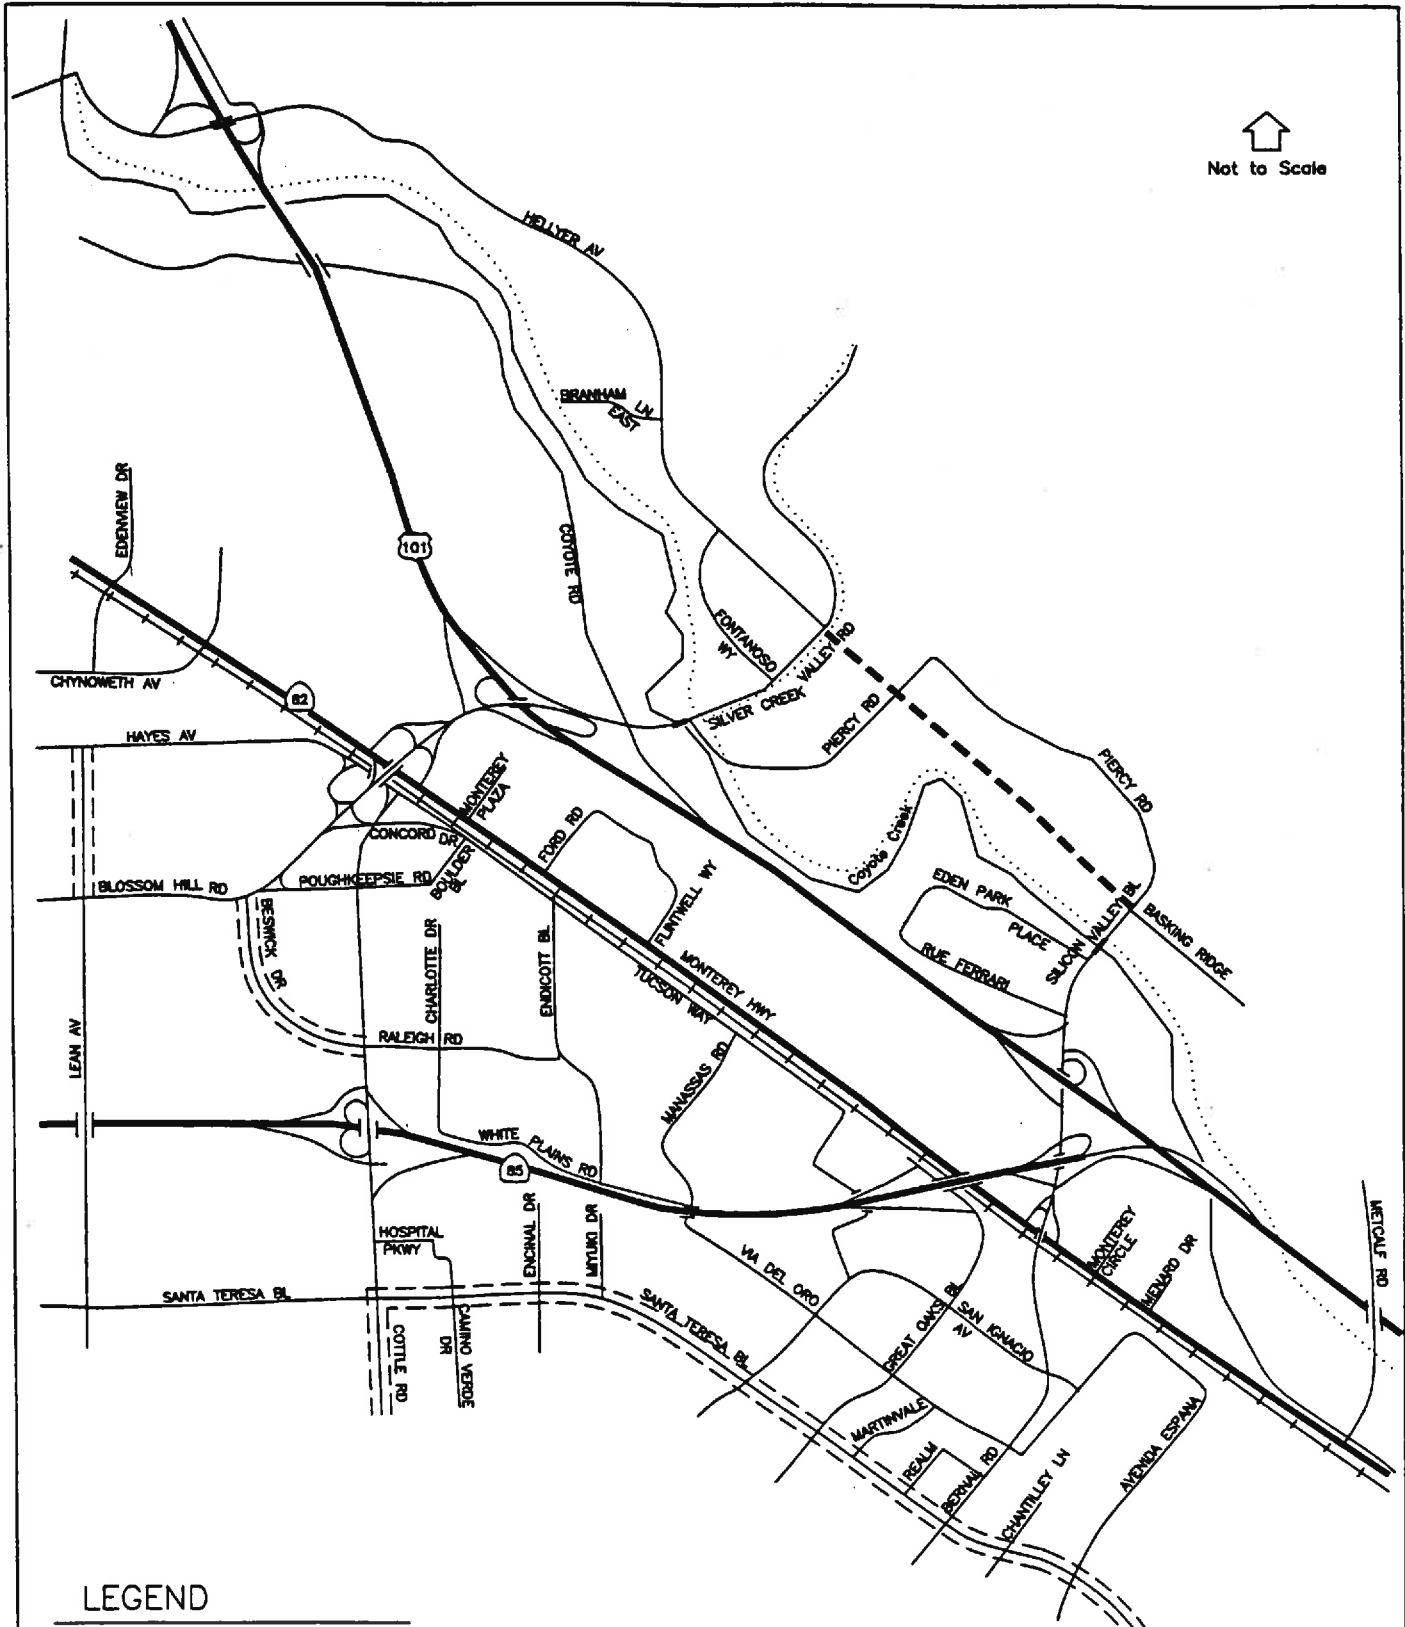 Not to Scale
HELLYER AV
BRANHAM LN
EAST
EDENVIEW DR
101
COYOTE RD
FONTANOSO
WY
SILVER CREEK VALLEY RD
CHYNOWETH AV
82
PIERCY RD
HAYES AV
PIERCY RD
MONTEREY
PLAZA
FORD RD
CONCORD DR
Coyote Creek
BOULDER
BL
POUGHKEEPSIE RD
BLOSSOM HILL RD
FLINTWELL WY
EDEN PARK
PLACE
SILICON VALLEY BL
BASKING RIDGE
BESWICK DR
CHARLOTTE DR
ENDICOTT BL
RUE FERRARI
MONTEREY HWY
TUCSON WAY
LEAN AV
RALEIGH RD
MANASSAS RD
WHITE PLAINS RD
85
METCALF RD
HOSPITAL
PKWY
ENCINAL DR
MIYUKI DR
VIA DEL ORO
MONTEREY
CIRCLE
MENARD DR
SANTA TERESA BL
SANTA TERESA BL
GREAT OAKS BL
SAN IGNACIO
AV
COTTLE RD
CAMINO VERDE
DR
MARTINVALE
REALM
BERNAL RD
CHANTILLEY LN
AVENIDA ESPANA
LEGEND